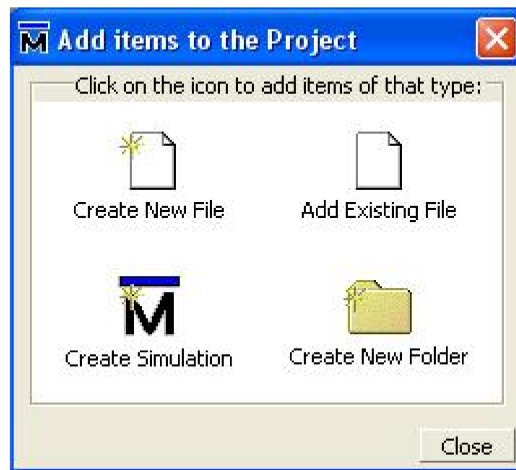 M Add items to the Project
Click on the icon to add items of that type:
Create New File Add Existing File
M
Create Simulation Create New Folder
Close